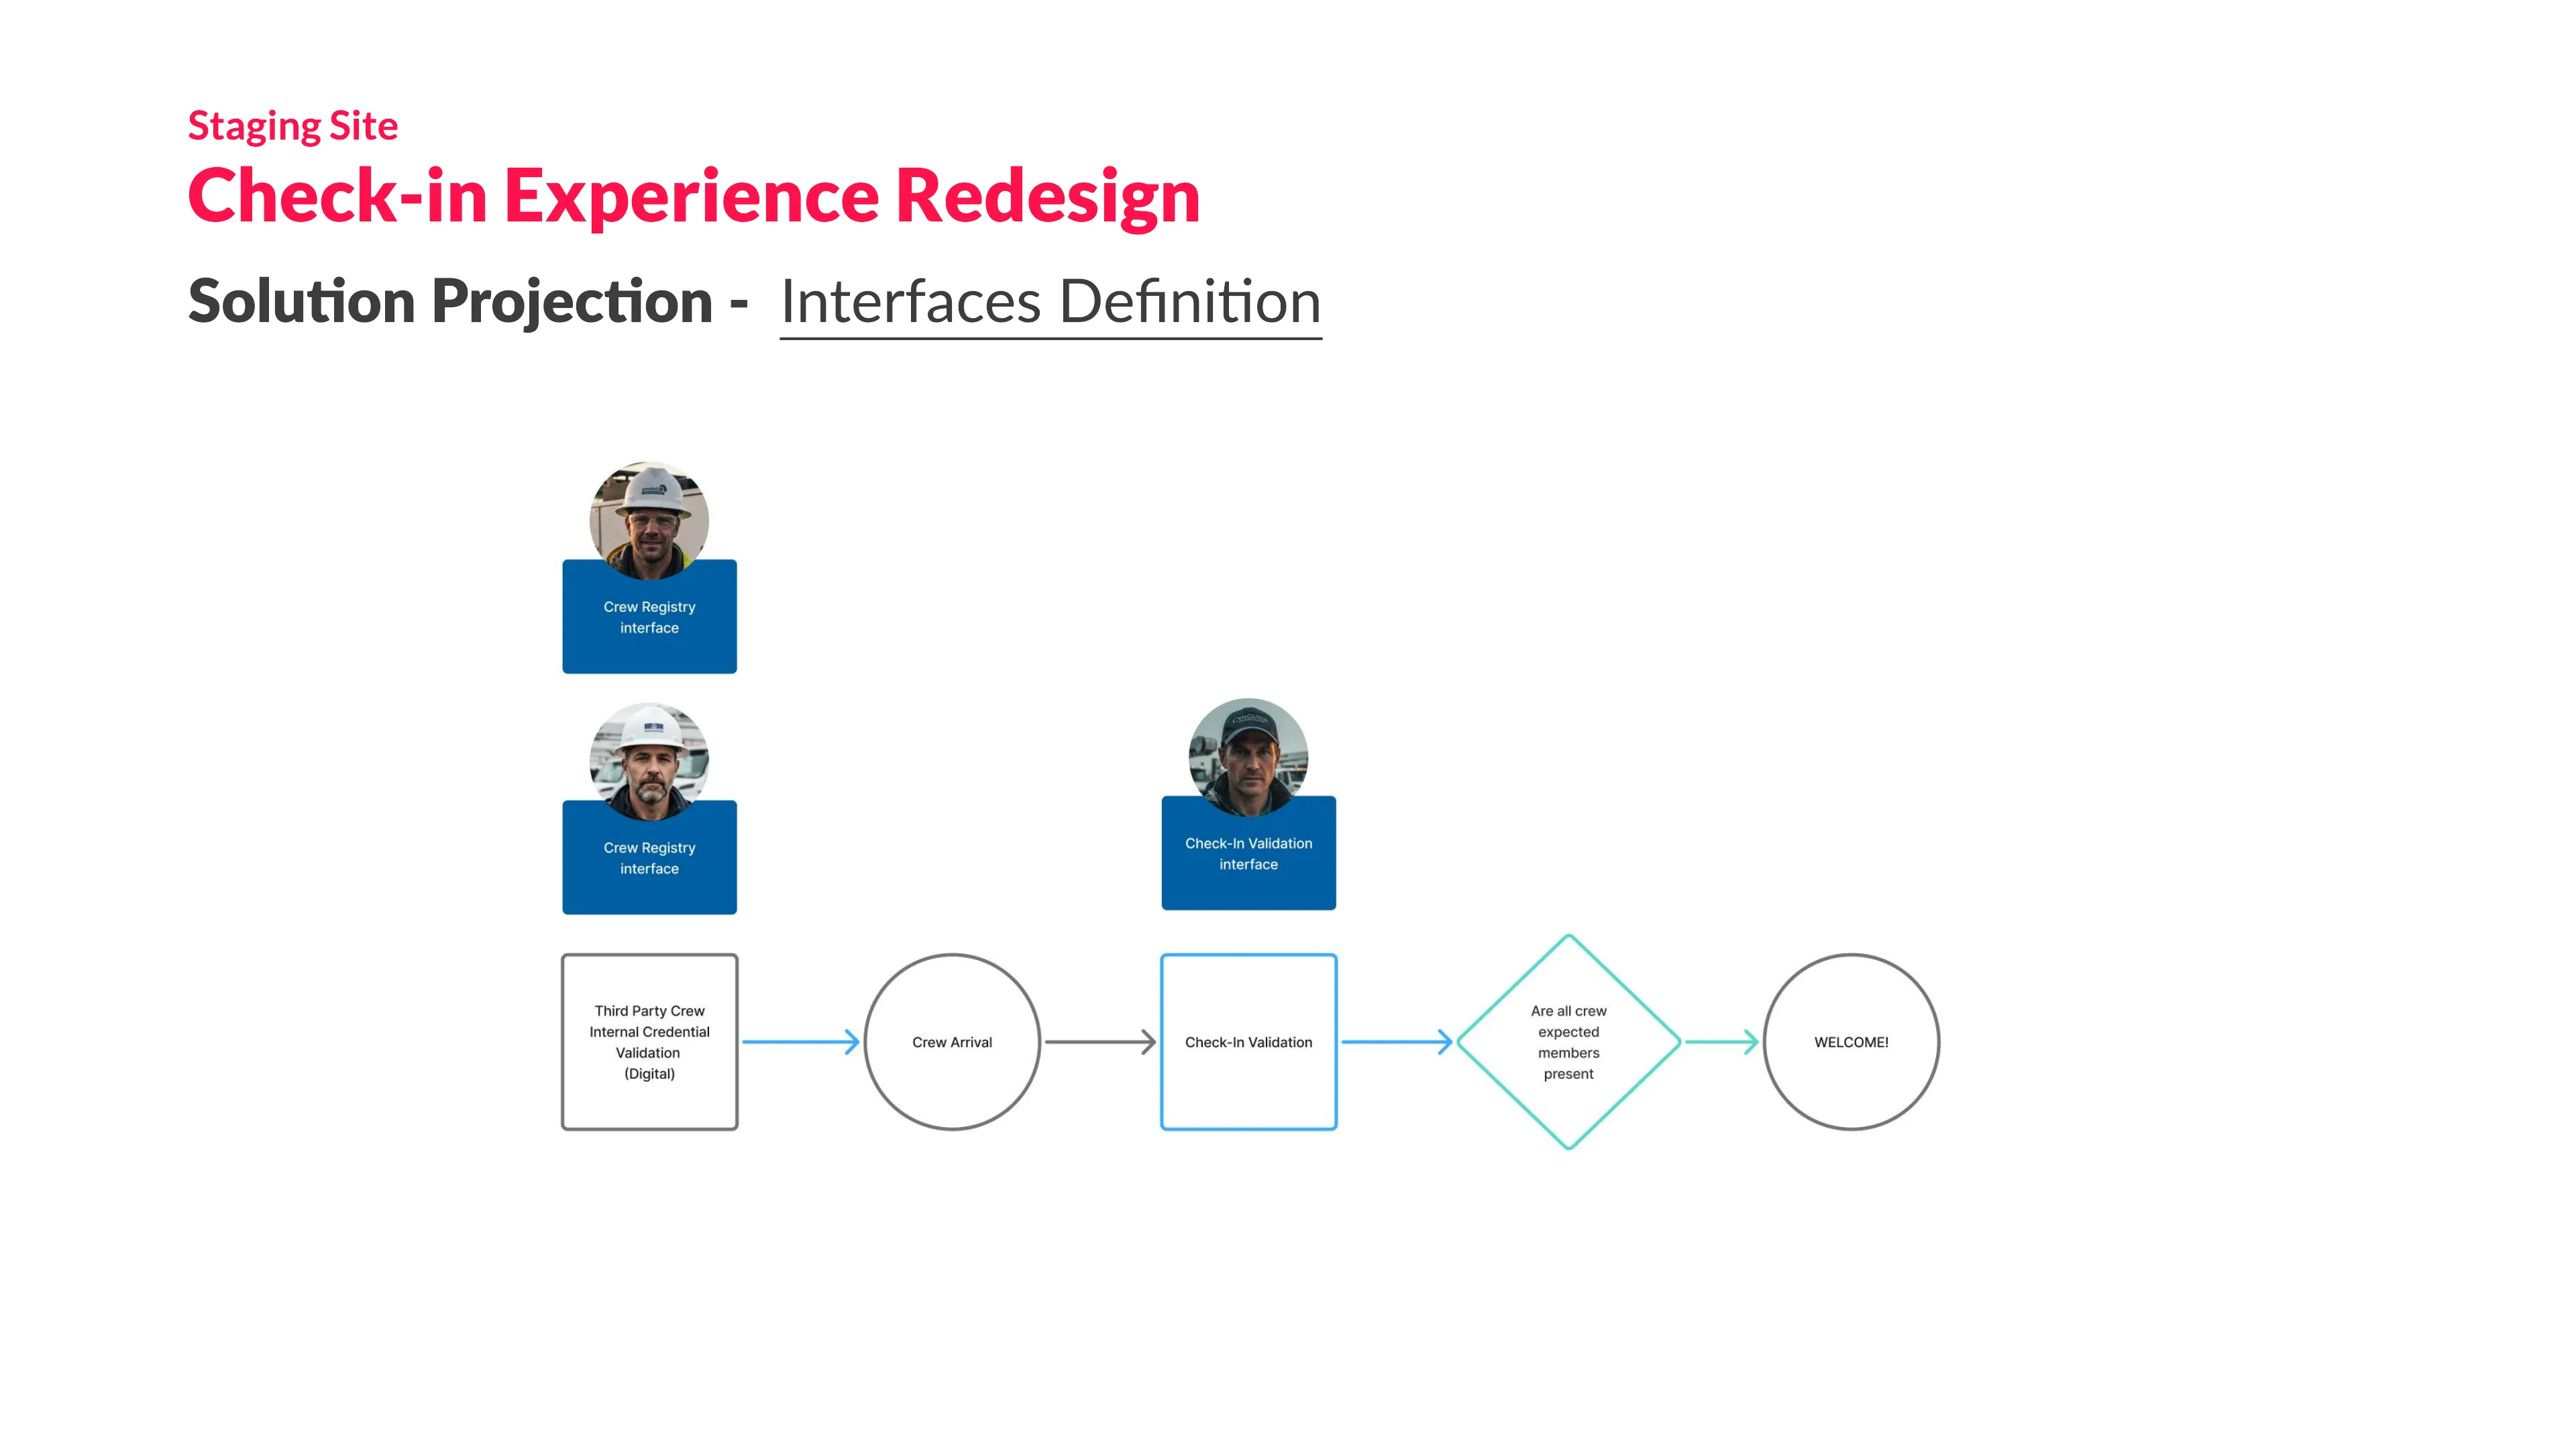 Staging Site
Check-in Experience Redesign
Solution Projection - Interfaces Definition
Crew Registry
interface
Crew Registry
interface
Check-In Validation
interface
Third Party Crew
Internal Credential
Validation
(Digital)
Crew Arrival
Check-In Validation
Are all crew
expected
members
present
WELCOME!